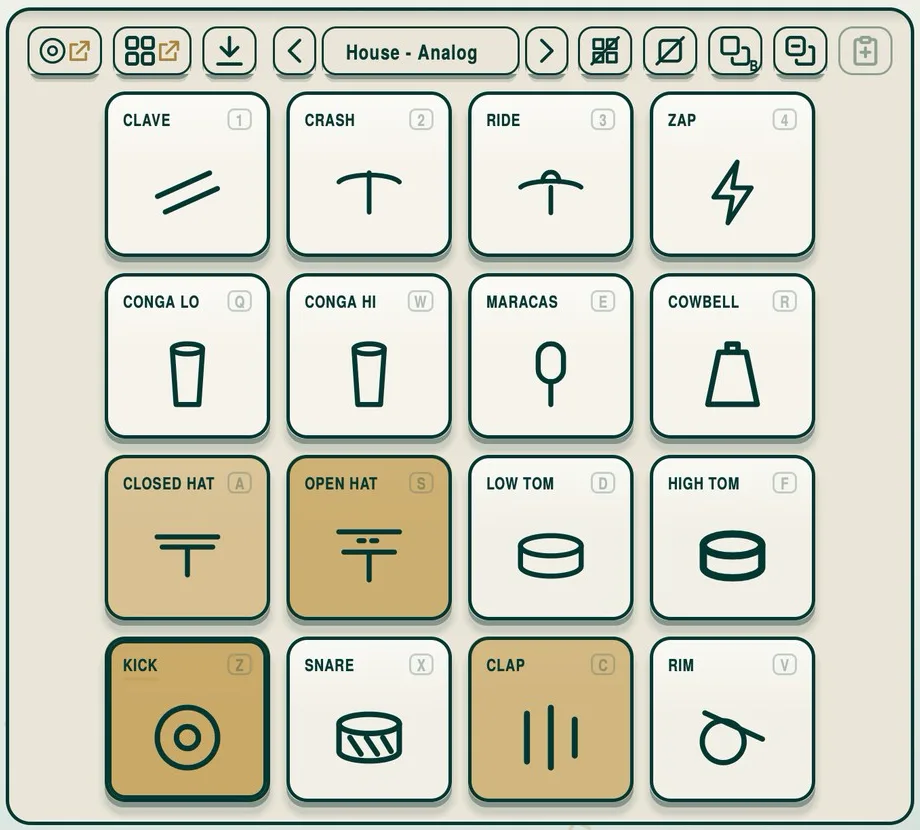 House - Analog
B
CLAVE 1
CRASH 2
RIDE 3
ZAP 4
CONGA LO Q
CONGA HI W
MARACAS E
COWBELL R
CLOSED HAT A
OPEN HAT S
LOW TOM D
HIGH TOM F
KICK Z
SNARE X
CLAP C
RIM V